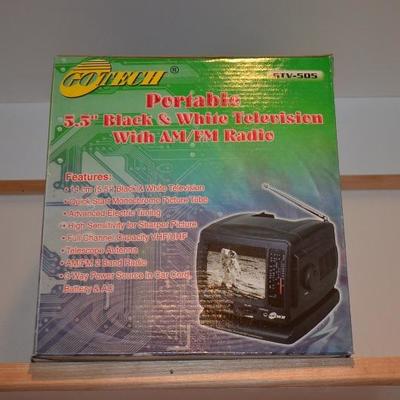 GOTECH ®
GTV-505
Portable
5.5" Black & White Television
With AM/FM Radio
Features:
• 14 cm (5.5") Black & White Television
• Quick Start Monochrome Picture Tube
• Advanced Electric Tuning
• High Sensitivity for Sharper Picture
• Full Channel Capacity VHF/UHF
• Telescope Antenna
• AM/FM 2 Band Radio
• 3 Way Power Source in Car Cord,
Battery & AC